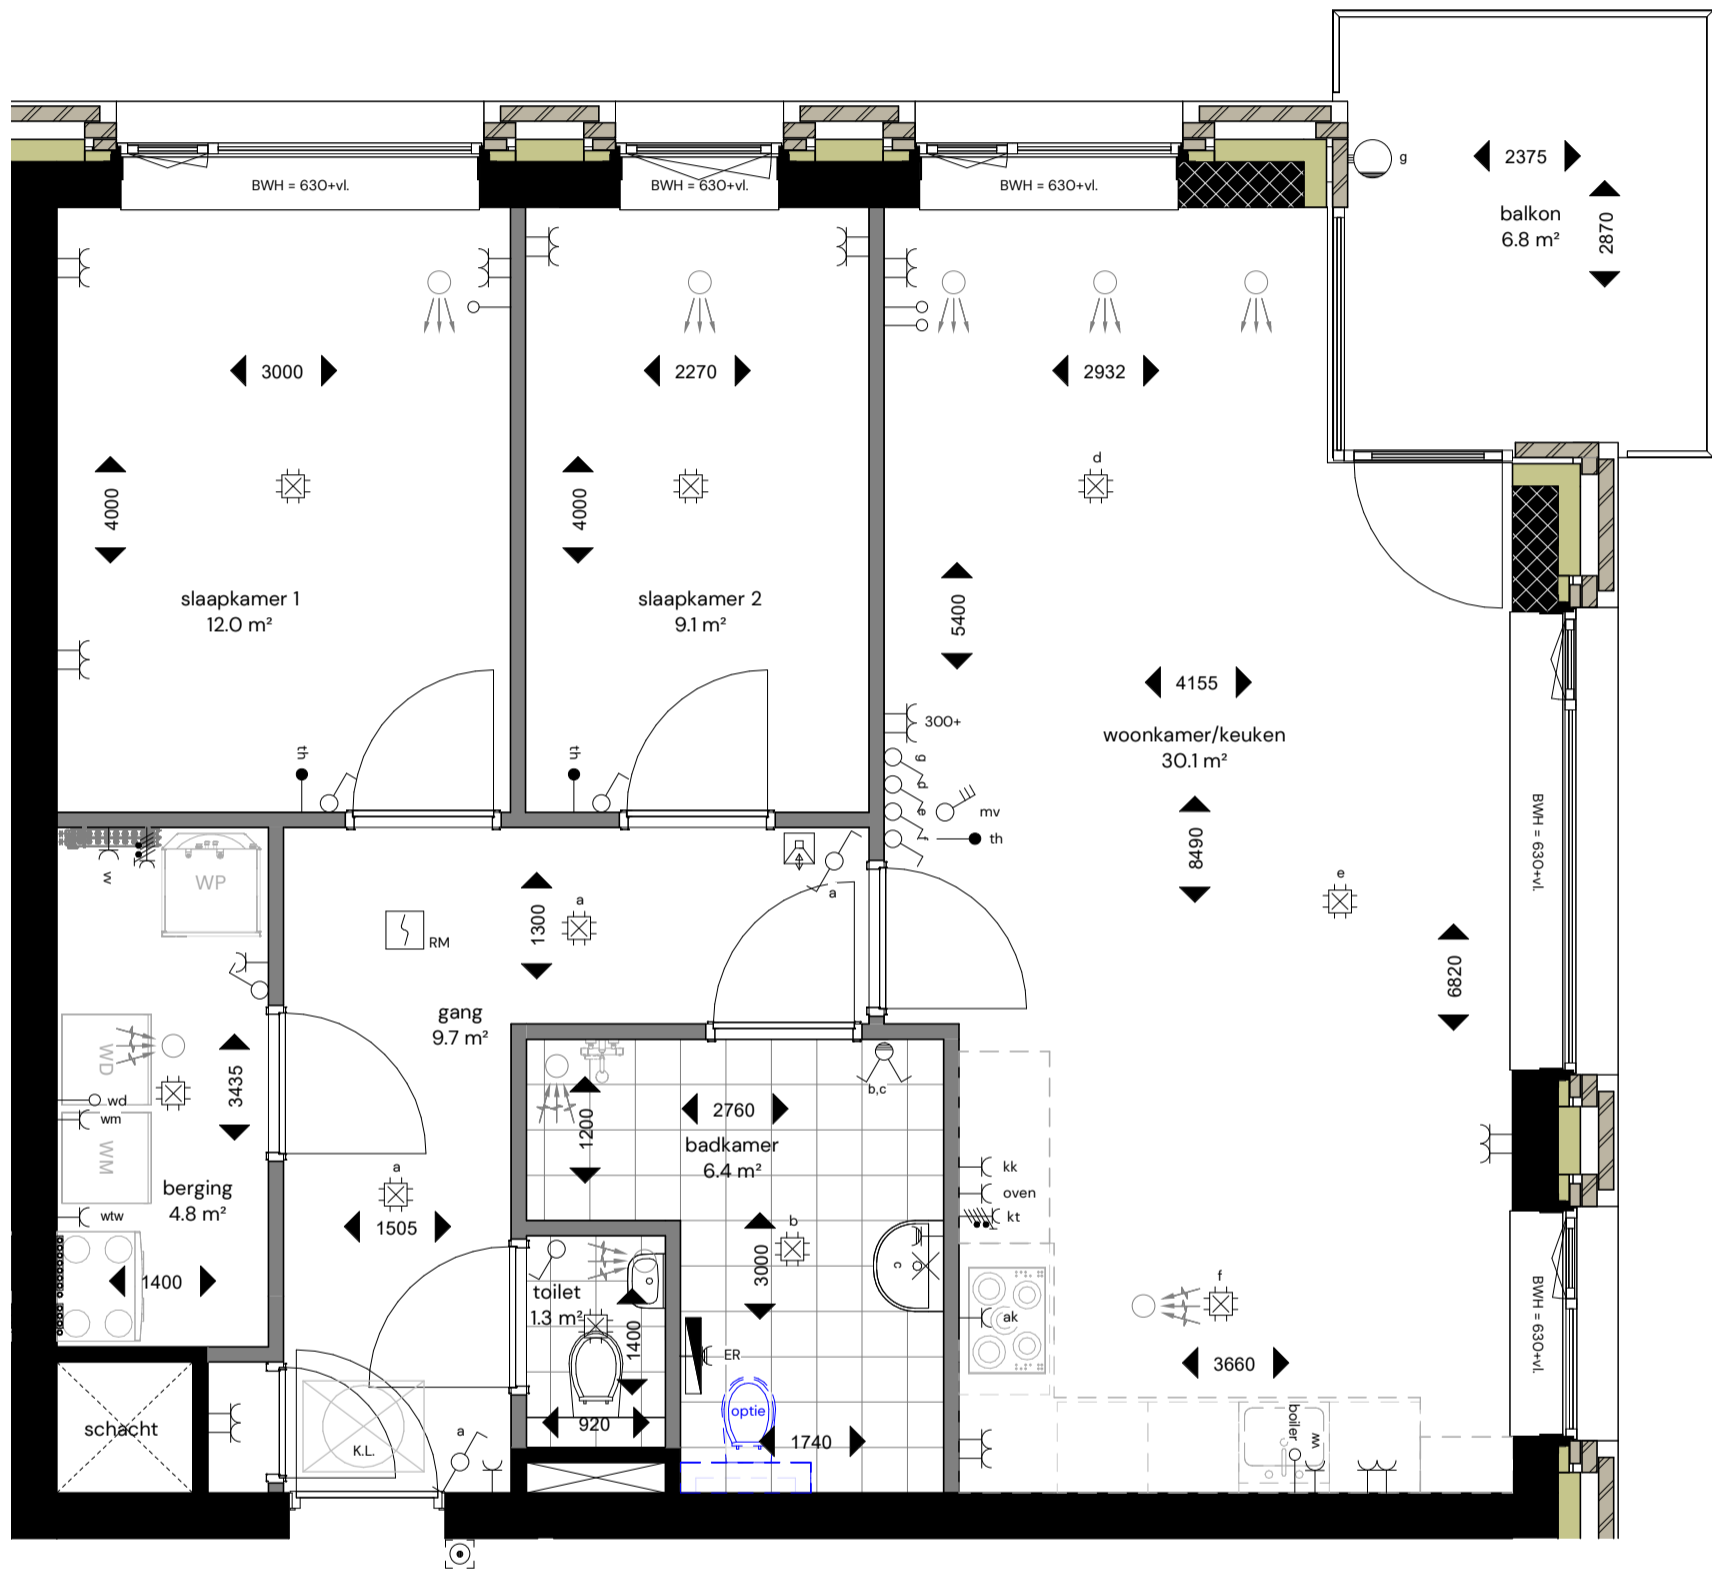 BWH = 630+vl.
BWH = 630+vl.
BWH = 630+vl.
g
2375
balkon
6.8 m²
2870
3000
2270
2932
4000
4000
d
slaapkamer 1
12.0 m²
slaapkamer 2
9.1 m²
5400
4155
woonkamer/keuken
30.1 m²
300+
th
th
g
d
e
f
mv
th
8490
BWH = 630+vl.
w
WP
RM
1300
a
a
e
6820
gang
9.7 m²
WD
wd
wm
WM
3435
1200
2760
badkamer
6.4 m²
b,c
kk
oven
kt
berging
4.8 m²
wtw
a
1505
1400
toilet
1.3 m²
1400
920
3000
b
c
ER
optie
1740
ak
f
3660
BWH = 630+vl.
schacht
K.L.
a
boiler
vw